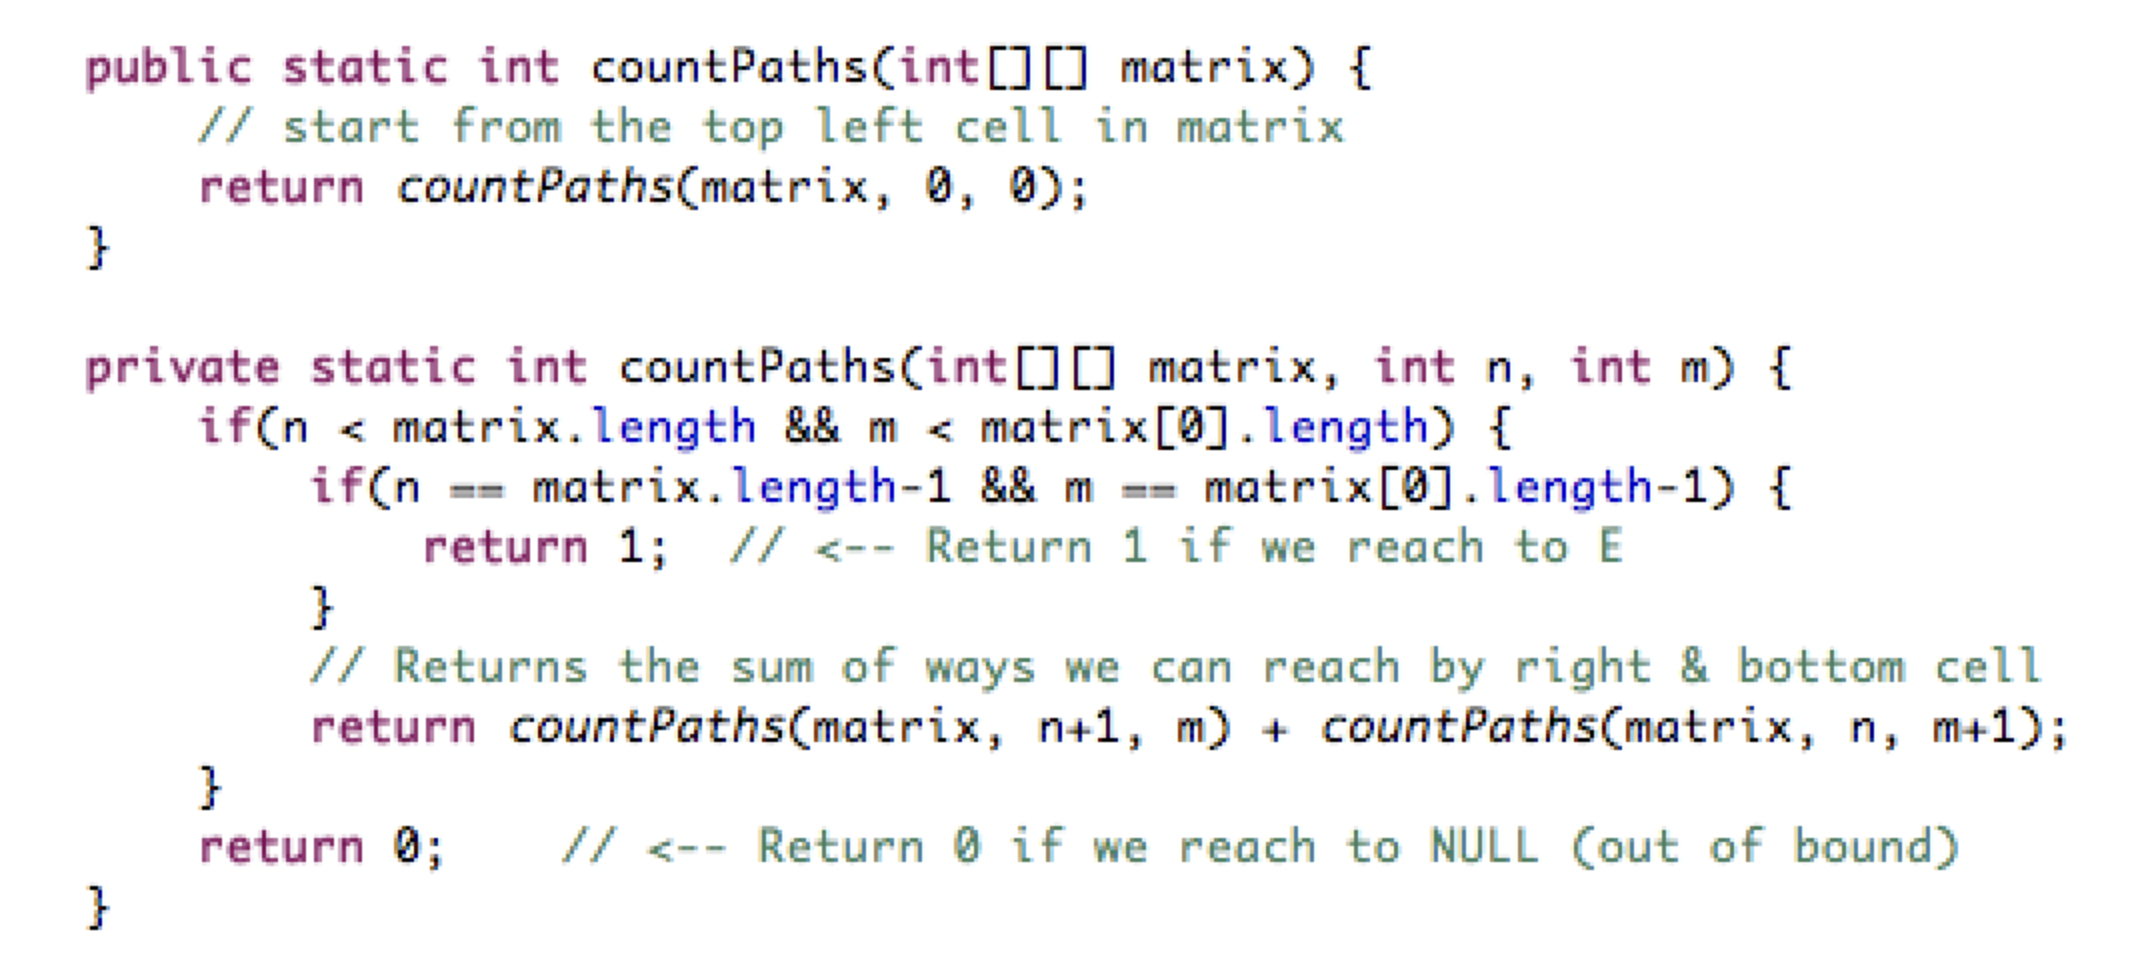 public static int countPaths(int[][] matrix) {
    // start from the top left cell in matrix
    return countPaths(matrix, 0, 0);
}

private static int countPaths(int[][] matrix, int n, int m) {
    if(n < matrix.length && m < matrix[0].length) {
        if(n == matrix.length-1 && m == matrix[0].length-1) {
            return 1;  // <-- Return 1 if we reach to E
        }
        // Returns the sum of ways we can reach by right & bottom cell
        return countPaths(matrix, n+1, m) + countPaths(matrix, n, m+1);
    }
    return 0;    // <-- Return 0 if we reach to NULL (out of bound)
}